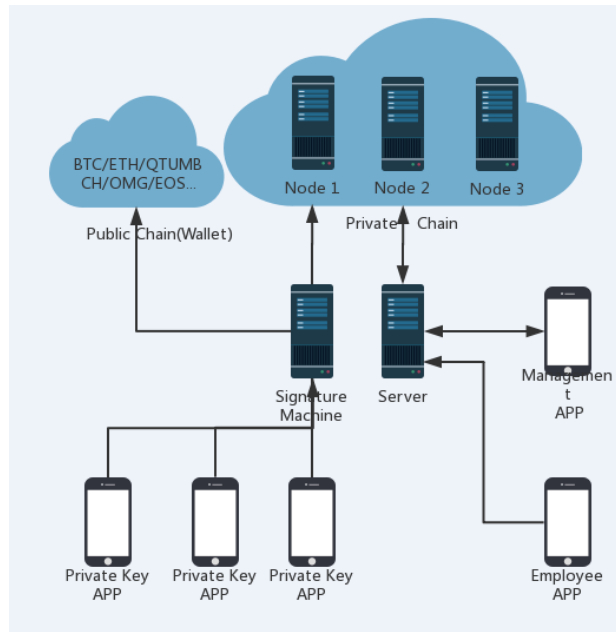 BTC/ETH/QTUMB
CH/OMG/EOS...
Node 1
Node 2
Node 3
Public Chain(Wallet)
Private Chain
Signature
Machine
Server
Managemen
t
APP
Private Key
APP
Private Key
APP
Private Key
APP
Employee
APP